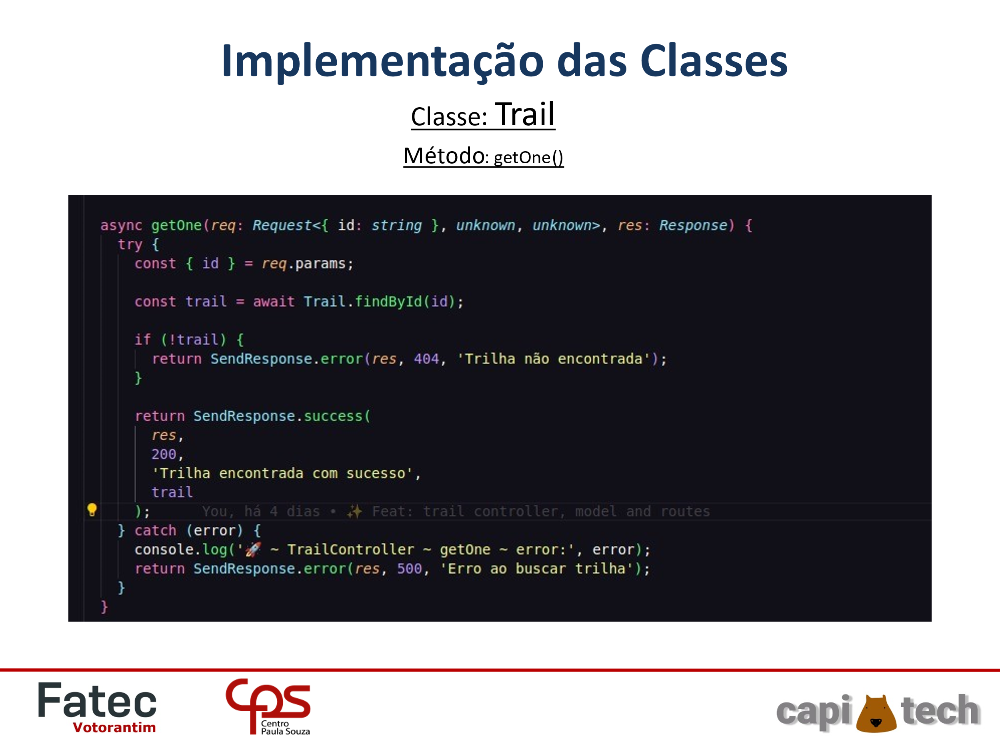 Implementação das Classes
Classe: Trail
Método: getOne()
async getOne(req: Request<{ id: string }, unknown, unknown>, res: Response) {
try {
const { id } = req.params;
const trail = await Trail.findById(id);
if (!trail) {
return SendResponse.error(res, 404, 'Trilha não encontrada');
}
return SendResponse.success(
res,
200,
'Trilha encontrada com sucesso',
trail
); You, há 4 dias • ✨ Feat: trail controller, model and routes
} catch (error) {
console.log('🚀 ~ TrailController ~ getOne ~ error:', error);
return SendResponse.error(res, 500, 'Erro ao buscar trilha');
}
}
Fatec
Votorantim
CPS
Centro
Paula Souza
capi tech